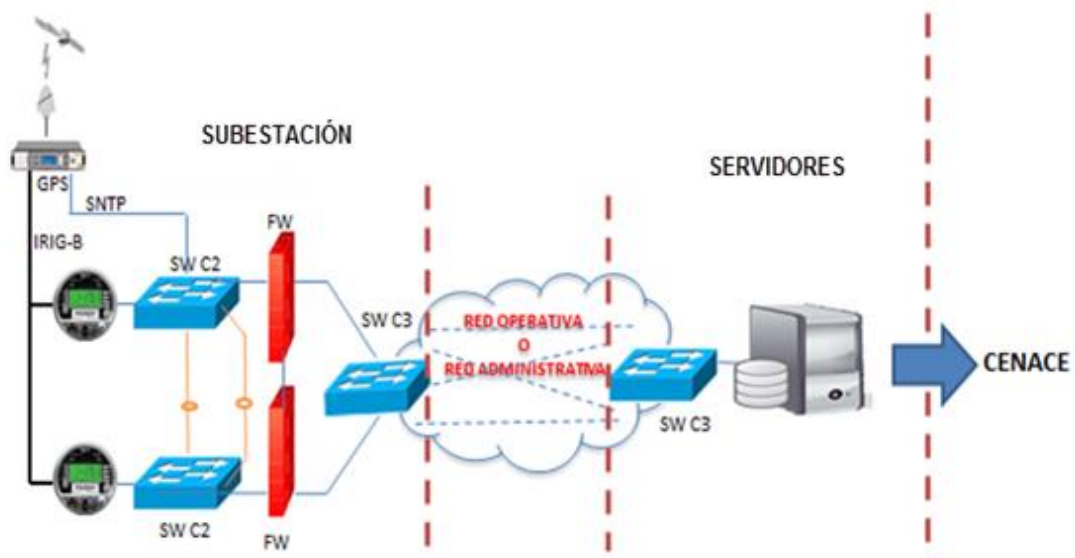 SUBESTACIÓN
SERVIDORES
GPS
SNTP
FW
IRIG-B
SW C2
SW C3
RED OPERATIVA
O
RED ADMINISTRATIVA
CENACE
SW C3
SW C2
FW